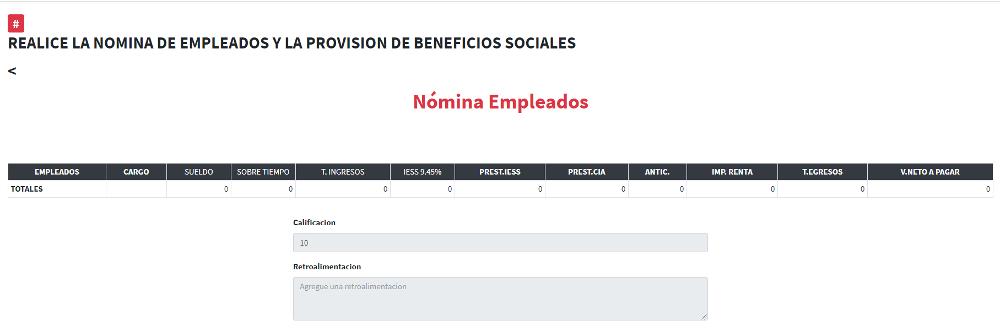 #
REALICE LA NOMINA DE EMPLEADOS Y LA PROVISION DE BENEFICIOS SOCIALES
<
Nómina Empleados
EMPLEADOS CARGO SUELDO SOBRE TIEMPO T. INGRESOS IESS 9.45% PREST.IESS PREST.CIA ANTIC. IMP. RENTA T.EGRESOS V.NETO A PAGAR
TOTALES 0 0 0 0 0 0 0 0 0 0
Calificacion
10
Retroalimentacion
Agregue una retroalimentacion